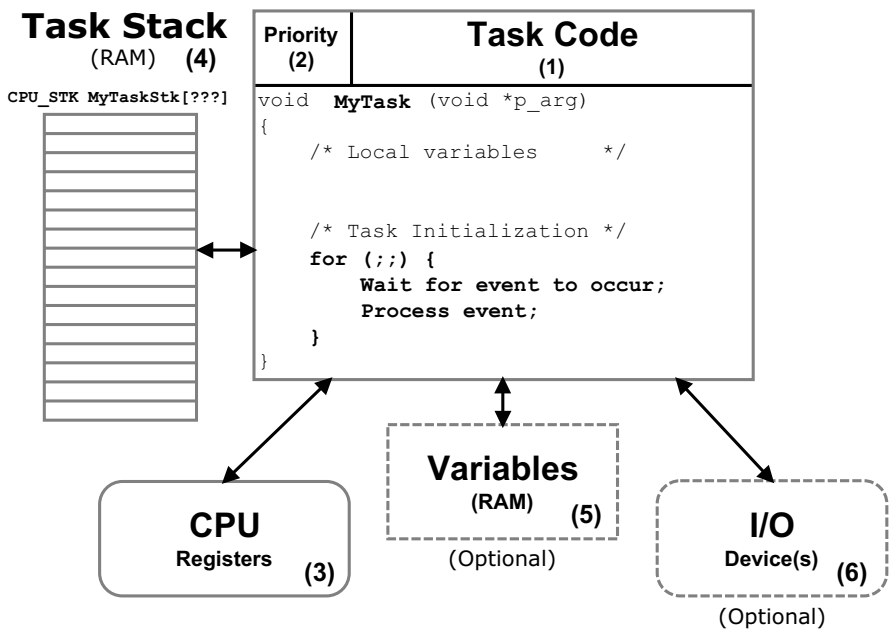 Task Stack
(RAM) (4)
CPU_STK MyTaskStk[???]
Priority
(2)
Task Code
(1)
void MyTask (void *p_arg)
{
/* Local variables */
/* Task Initialization */
for (;;) {
Wait for event to occur;
Process event;
}
}
CPU
Registers
(3)
Variables
(RAM)
(5)
(Optional)
I/O
Device(s)
(6)
(Optional)